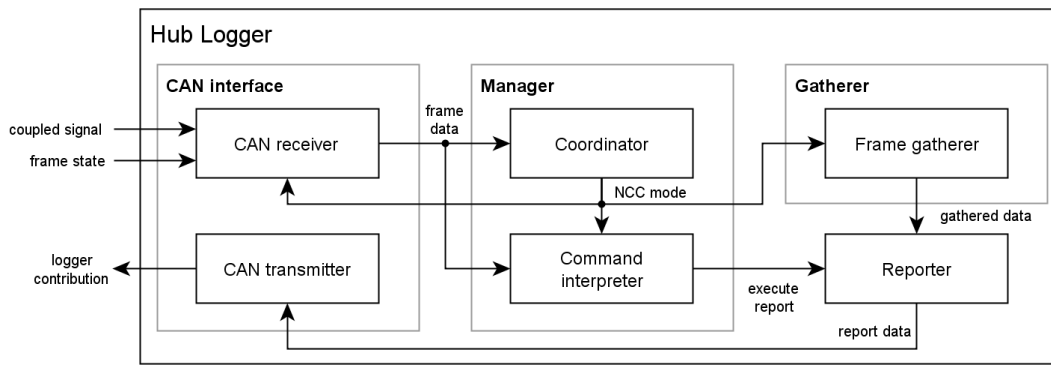 Hub Logger
CAN interface
Manager
Gatherer
coupled signal
frame state
CAN receiver
frame
data
Coordinator
Frame gatherer
NCC mode
gathered data
logger
contribution
CAN transmitter
Command
interpreter
execute
report
Reporter
report data